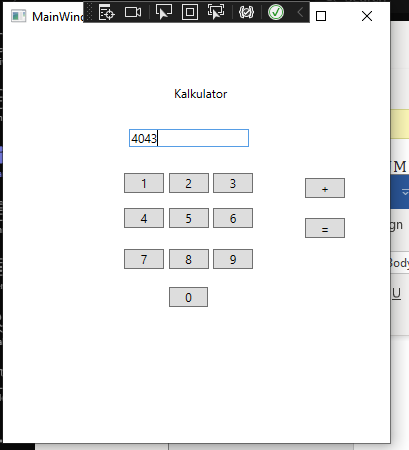 MainWind
Kalkulator
4043
1 2 3
+
4 5 6
=
7 8 9
0
M
gn
Body
U